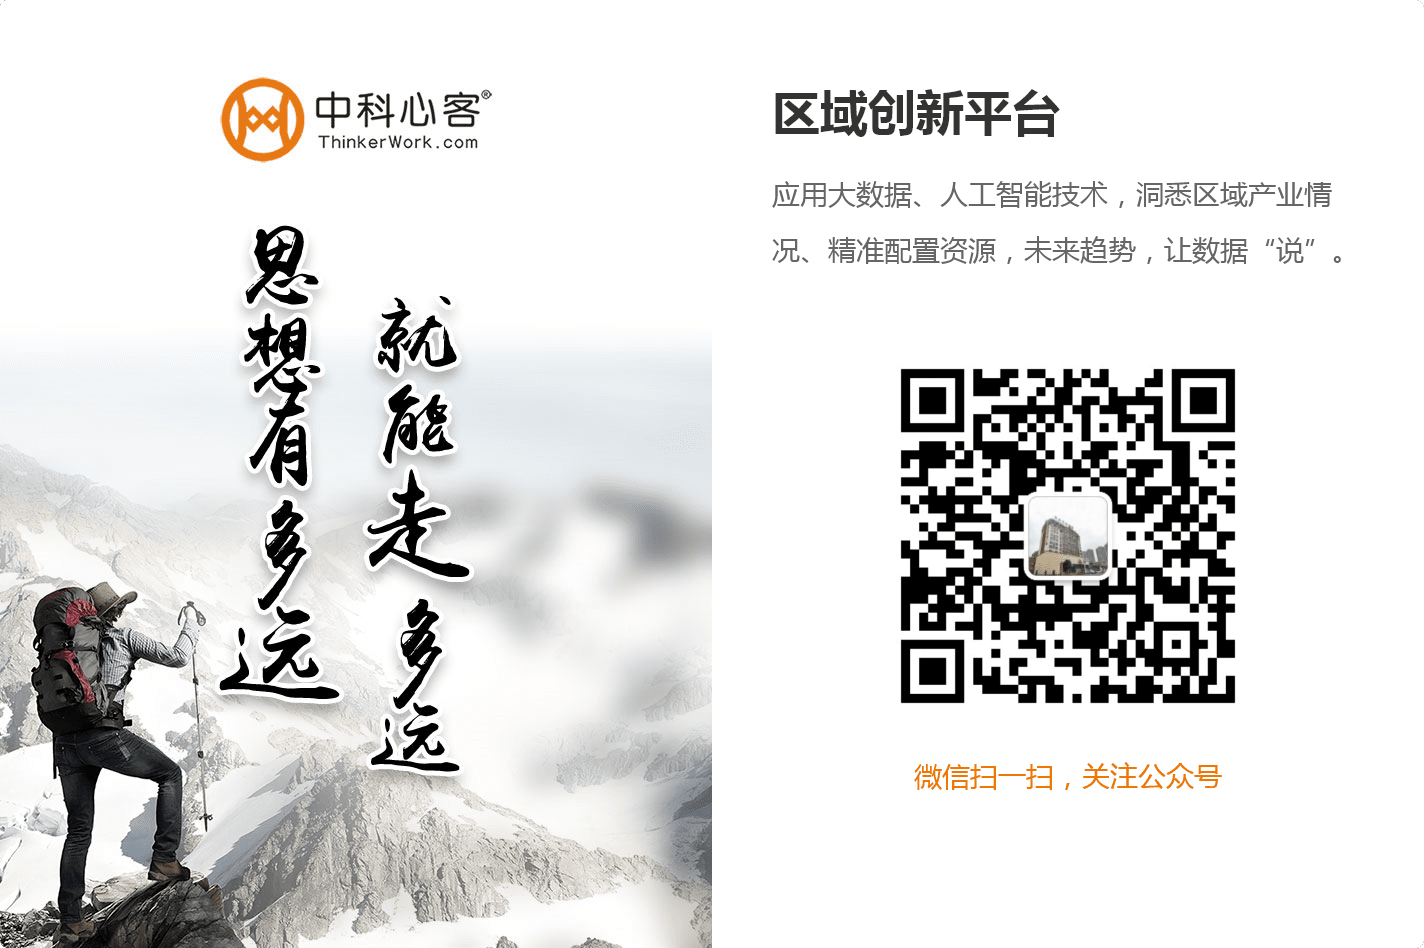 中科心客®
ThinkerWork.com
思想有多远
就能走多远
区域创新平台
应用大数据、人工智能技术，洞悉区域产业情
况、精准配置资源，未来趋势，让数据“说”。
微信扫一扫，关注公众号